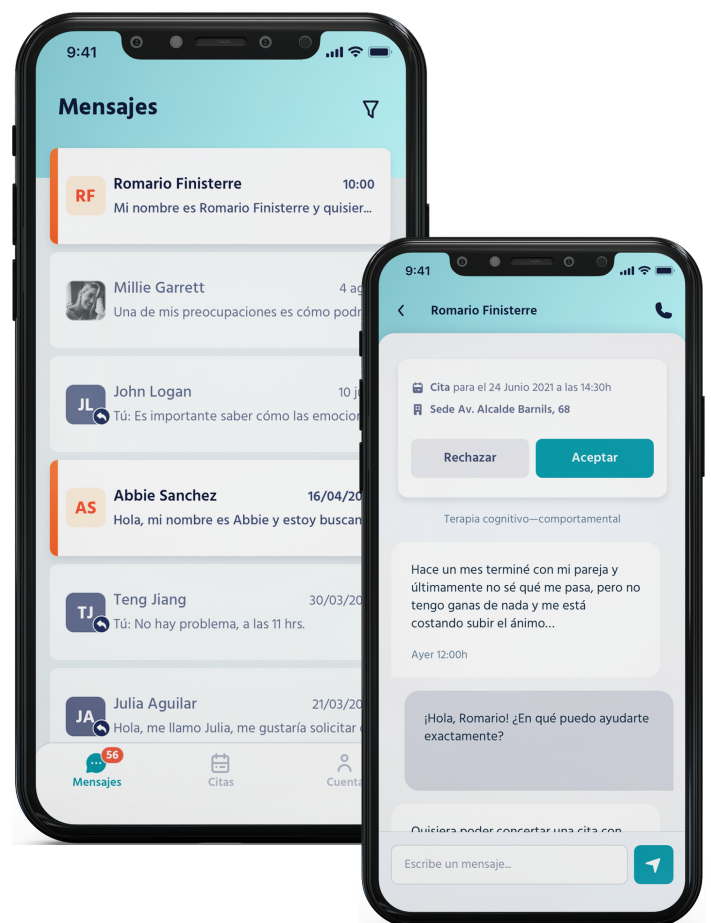 9:41
Mensajes
RF
Romario Finisterre
10:00
Mi nombre es Romario Finisterre y quisier...
Millie Garrett
4
Una de mis preocupaciones es cómo
John Logan
10
JL
Tú: Es importante saber cómo las
AS
Abbie Sanchez
16/04/20
Hola, mi nombre es Abbie y estoy
Teng Jiang
30/03/20
TJ
Tú: No hay problema, a las 11 hrs.
Julia Aguilar
21/03/20
JA
Hola, me llamo Julia, me gustaría solicitar
56
Mensajes
Citas
Cuenta
9:41
Romario Finisterre
Cita para el 24 Junio 2021 a las 14:30h
Sede Av. Alcalde Barnils, 68
Rechazar
Aceptar
Terapia cognitivo—comportamental
Hace un mes terminé con mi pareja y
últimamente no sé qué me pasa, pero no
tengo ganas de nada y me está
costando subir el ánimo...
Ayer 12:00h
¡Hola, Romario! ¿En qué puedo ayudarte
exactamente?
Quisiera poder concertar una cita con
Escribe un mensaje...